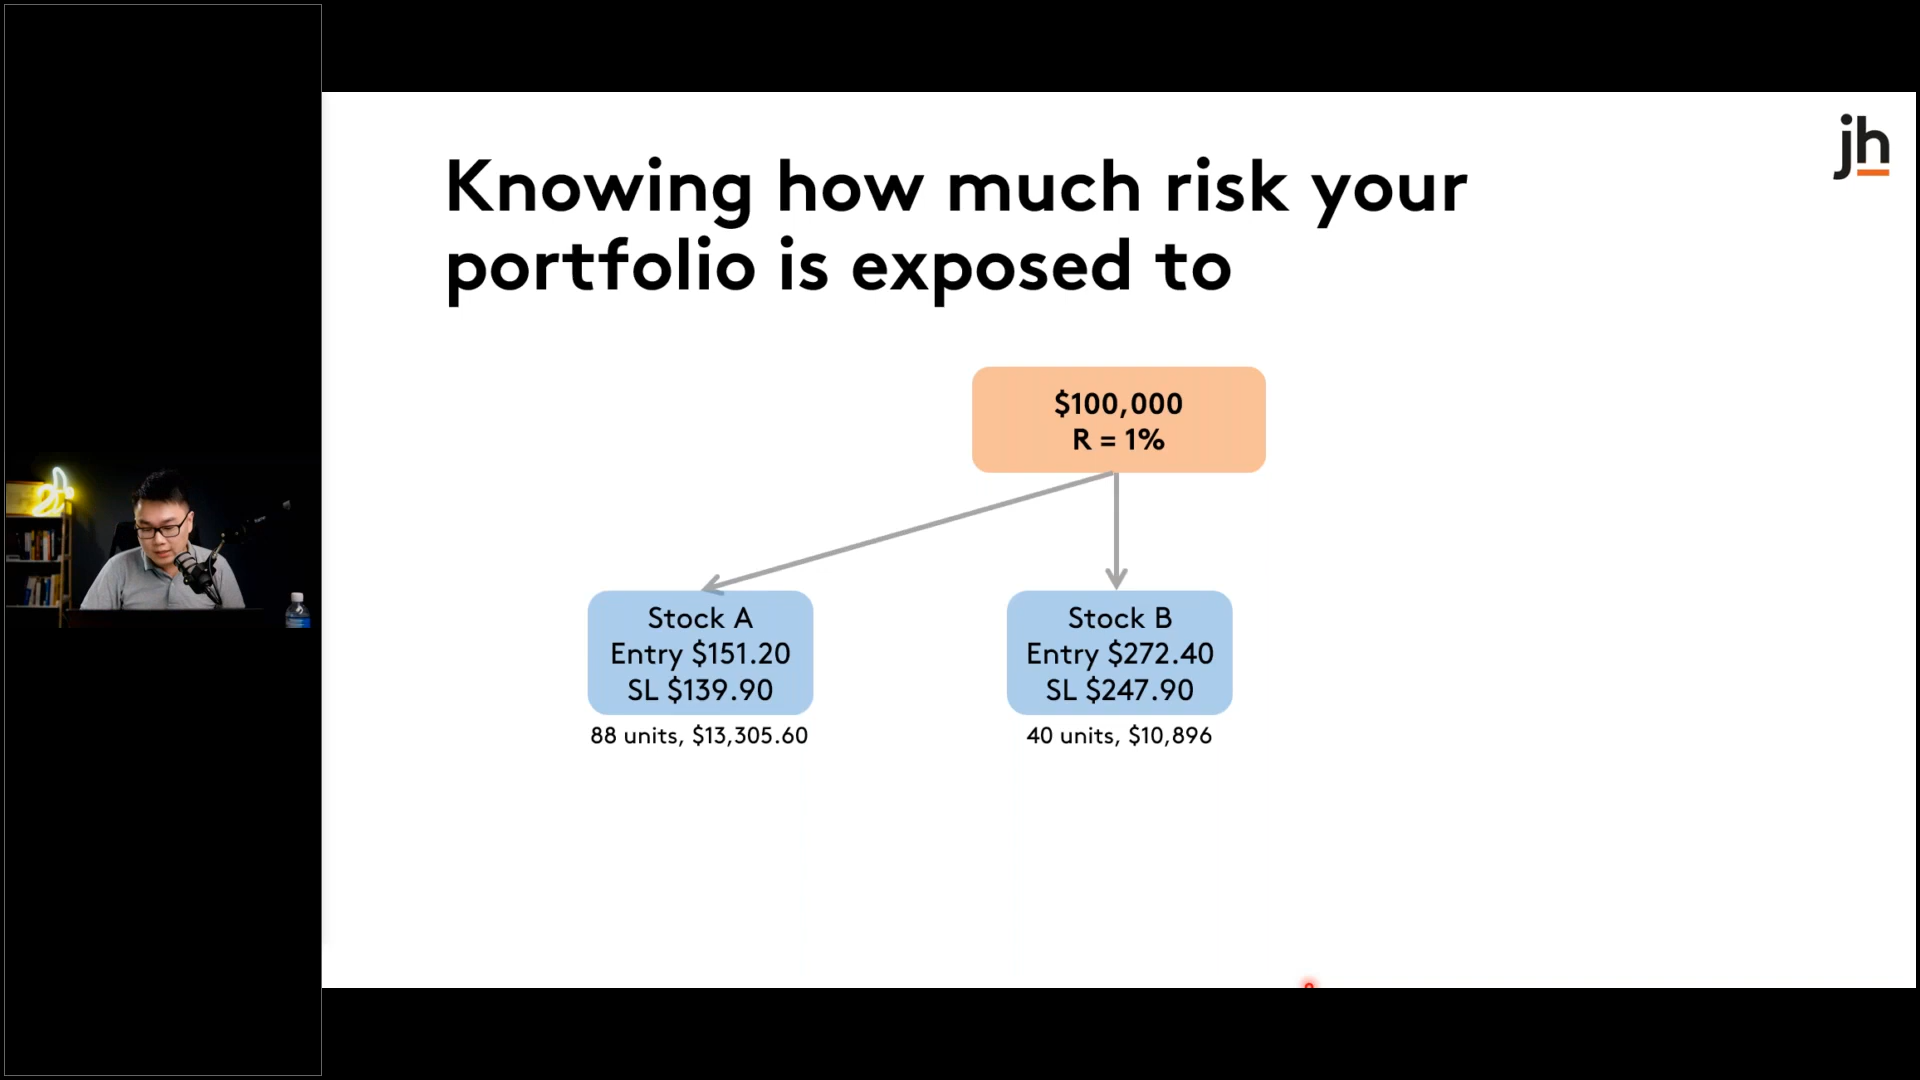 jh
Knowing how much risk your
portfolio is exposed to
$100,000
R = 1%
Stock A
Entry $151.20
SL $139.90
88 units, $13,305.60
Stock B
Entry $272.40
SL $247.90
40 units, $10,896